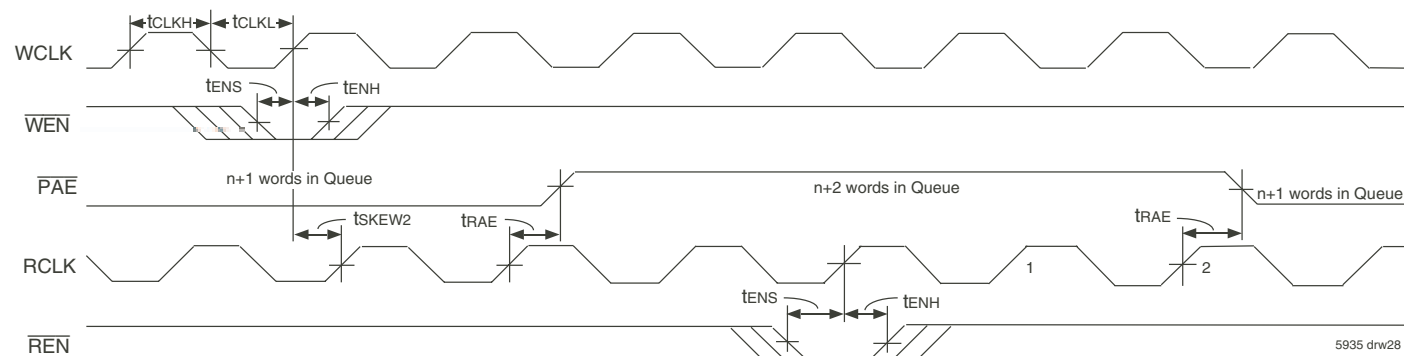 tCLKH tCLKL
WCLK
tENS tENH
WEN
n+1 words in Queue
PAE
n+2 words in Queue
n+1 words in Queue
tSKEW2
tRAE
tRAE
RCLK
1
2
tENS tENH
REN
5935 drw28